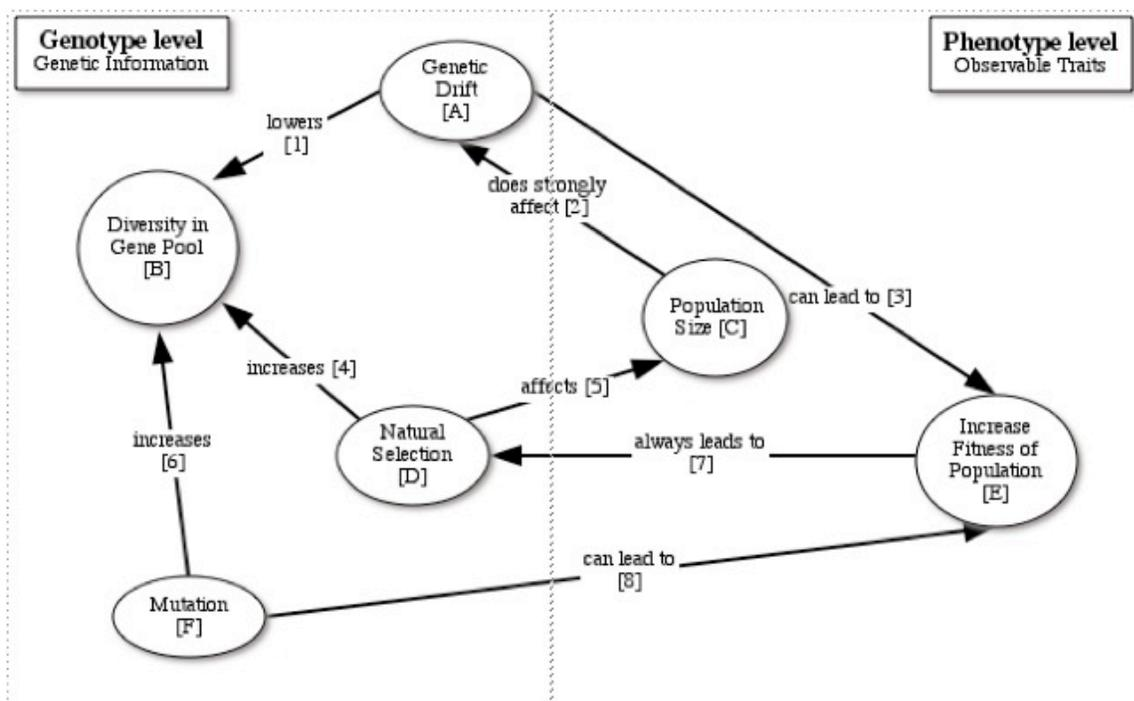 Genotype level
Genetic Information
Phenotype level
Observable Traits
Genetic
Drift
[A]
lowers
[1]
does strongly
affect [2]
Diversity in
Gene Pool
[B]
Population
Size [C]
can lead to [3]
increases [4]
affects [5]
Natural
Selection
[D]
always leads to
[7]
Increase
Fitness of
Population
[E]
increases
[6]
can lead to
[8]
Mutation
[F]